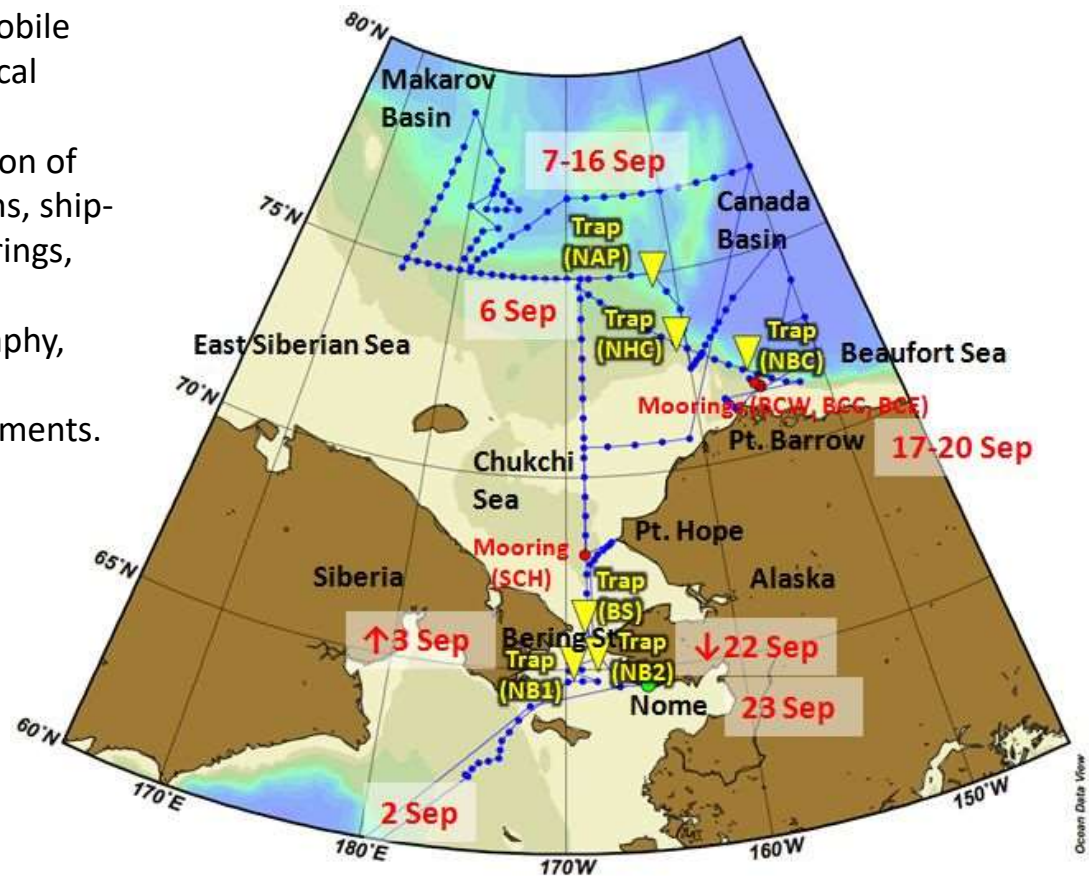 obile
cal
on of
ns, ship-
rings,
phy,
ments.
80˚N
Makarov
Basin
7-16 Sep
75˚N
Canada
Basin
Trap
(NAP)
6 Sep
Trap
(NHC)
Trap
(NBC)
East Siberian Sea
Beaufort Sea
70˚N
Moorings (BCW, BCC, BCE)
Pt. Barrow
17-20 Sep
Chukchi
Sea
Pt. Hope
Mooring
(SCH)
65˚N
Siberia
Trap
(BS)
Alaska
↑3 Sep
Bering St.
Trap
(NB2)
↓22 Sep
Trap
(NB1)
Nome
23 Sep
60˚N
2 Sep
170˚E
180˚E
170˚W
160˚W
150˚W
Ocean Data View